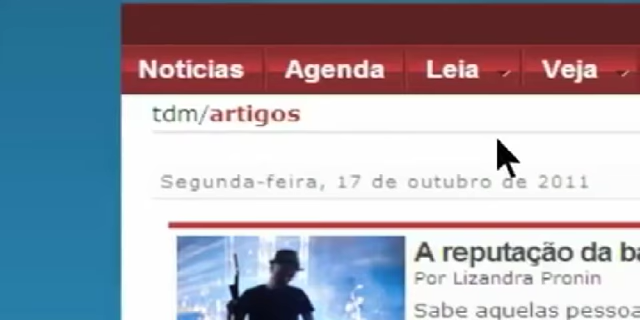 Noticias Agenda Leia Veja
tdm/artigos
Segunda-feira, 17 de outubro de 2011
A reputação da
Por Lizandra Pronin
Sabe aquelas